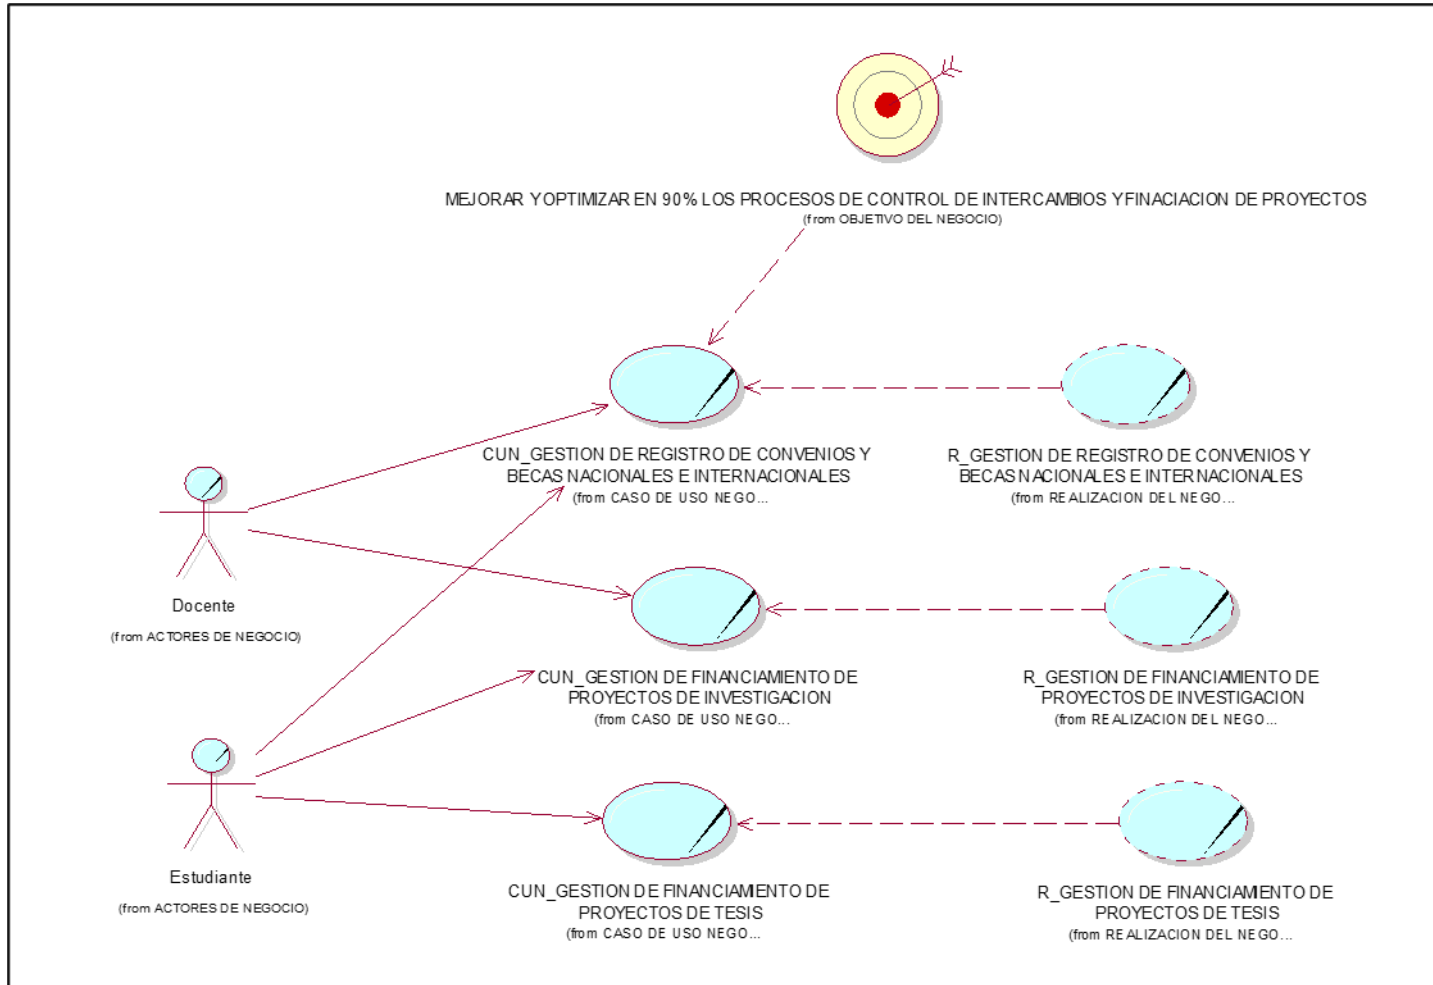 MEJORAR Y OPTIMIZAR EN 90% LOS PROCESOS DE CONTROL DE INTERCAMBIOS Y FINACIACION DE PROYECTOS
(from OBJETIVO DEL NEGOCIO)
CUN_GESTION DE REGISTRO DE CONVENIOS Y
BECAS NACIONALES E INTERNACIONALES
(from CASO DE USO NEGO...
R_GESTION DE REGISTRO DE CONVENIOS Y
BECAS NACIONALES E INTERNACIONALES
(from REALIZACION DEL NEGO...
Docente
(from ACTORES DE NEGOCIO)
CUN_GESTION DE FINANCIAMIENTO DE
PROYECTOS DE INVESTIGACION
(from CASO DE USO NEGO...
R_GESTION DE FINANCIAMIENTO DE
PROYECTOS DE INVESTIGACION
(from REALIZACION DEL NEGO...
Estudiante
(from ACTORES DE NEGOCIO)
CUN_GESTION DE FINANCIAMIENTO DE
PROYECTOS DE TESIS
(from CASO DE USO NEGO...
R_GESTION DE FINANCIAMIENTO DE
PROYECTOS DE TESIS
(from REALIZACION DEL NEGO...